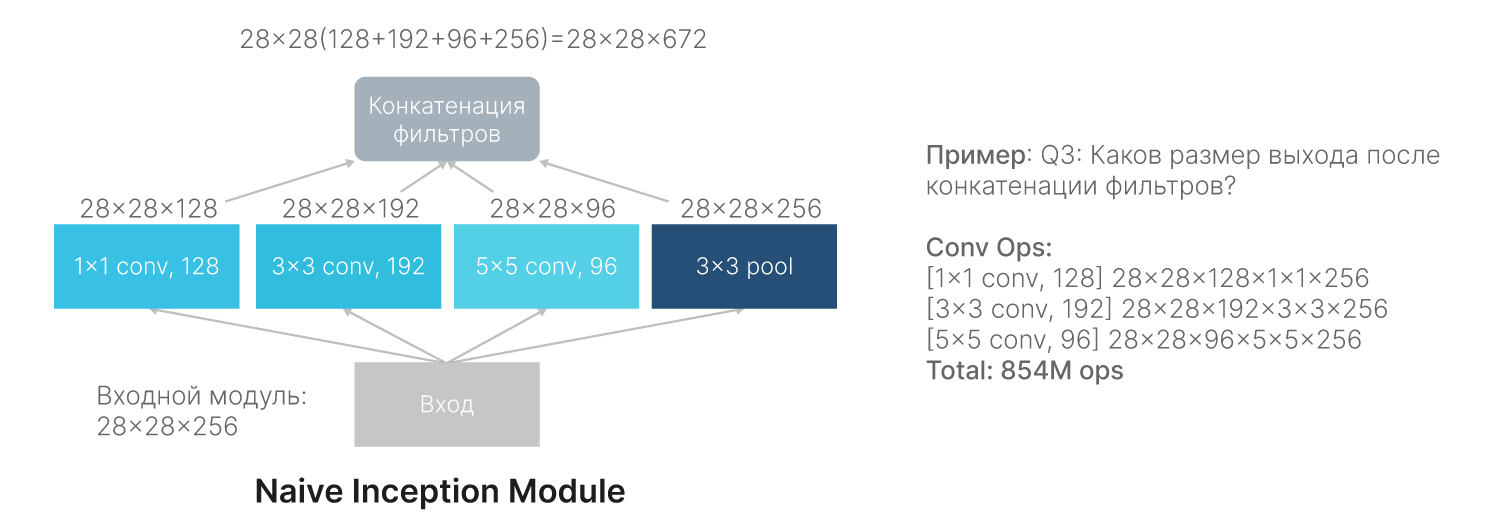 28×28(128+192+96+256)=28×28×672
Конкатенация
фильтров
28×28×128
28×28×192
28×28×96
28×28×256
1×1 conv, 128
3×3 conv, 192
5×5 conv, 96
3×3 pool
Входной модуль:
28×28×256
Вход
Naive Inception Module
Пример: Q3: Каков размер выхода после
конкатенации фильтров?
Conv Ops:
[1×1 conv, 128] 28×28×128×1×1×256
[3×3 conv, 192] 28×28×192×3×3×256
[5×5 conv, 96] 28×28×96×5×5×256
Total: 854M ops